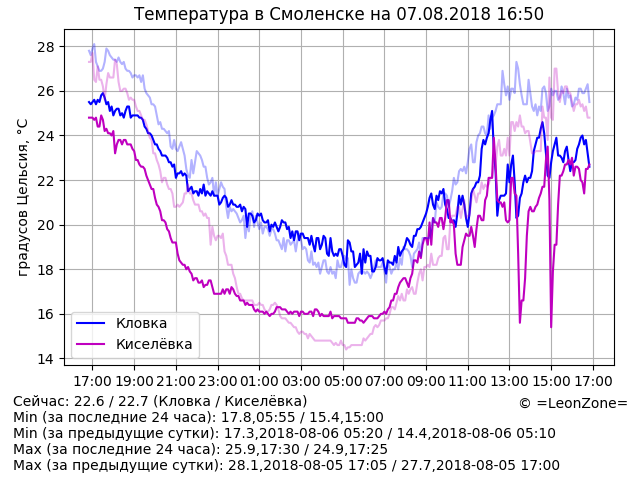 Температура в Смоленске на 07.08.2018 16:50
градусов Цельсия, °C
28
26
24
22
20
18
16
14
Кловка
Киселёвка
17:00 19:00 21:00 23:00 01:00 03:00 05:00 07:00 09:00 11:00 13:00 15:00 17:00
Сейчас: 22.6 / 22.7 (Кловка / Киселёвка)
© =LeonZone=
Min (за последние 24 часа): 17.8,05:55 / 15.4,15:00
Min (за предыдущие сутки): 17.3,2018-08-06 05:20 / 14.4,2018-08-06 05:10
Max (за последние 24 часа): 25.9,17:30 / 24.9,17:25
Max (за предыдущие сутки): 28.1,2018-08-05 17:05 / 27.7,2018-08-05 17:00